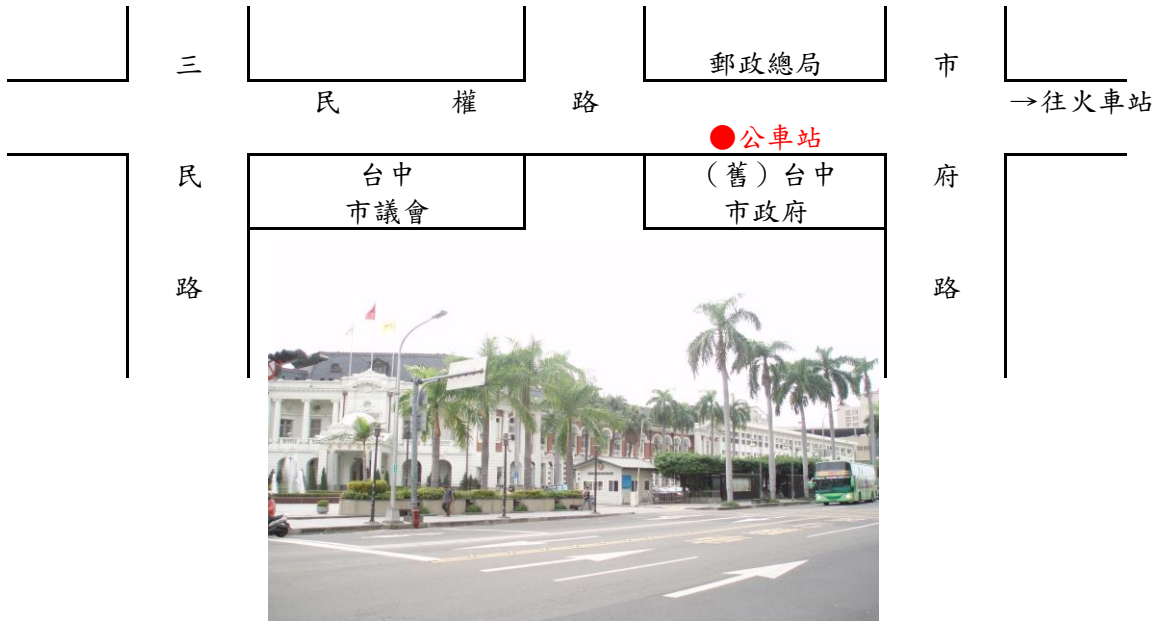 三民路
郵政總局
市府路
民權路
→往火車站
●公車站
台中
市議會
（舊）台中
市政府